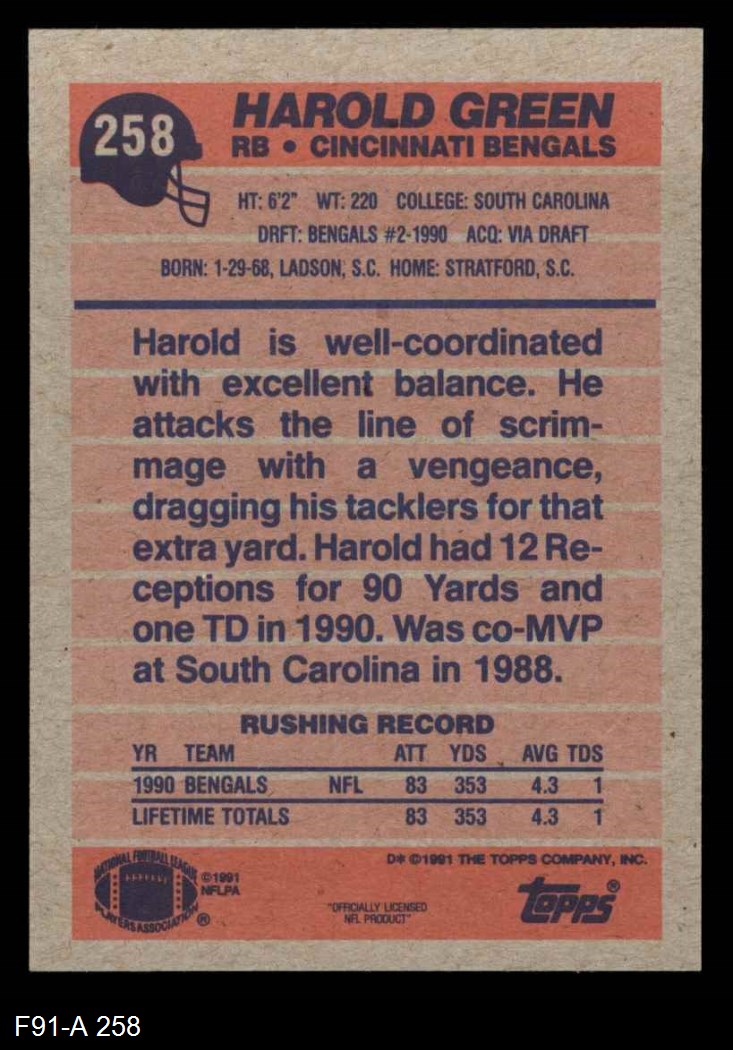 258
HAROLD GREEN
RB • CINCINNATI BENGALS
HT: 6'2" WT: 220 COLLEGE: SOUTH CAROLINA
DRFT: BENGALS #2-1990 ACQ: VIA DRAFT
BORN: 1-29-68, LADSON, S.C. HOME: STRATFORD, S.C.
Harold is well-coordinated
with excellent balance. He
attacks the line of scrim-
mage with a vengeance,
dragging his tacklers for that
extra yard. Harold had 12 Re-
ceptions for 90 Yards and
one TD in 1990. Was co-MVP
at South Carolina in 1988.
RUSHING RECORD
YR TEAM ATT YDS AVG TDS
1990 BENGALS NFL 83 353 4.3 1
LIFETIME TOTALS 83 353 4.3 1
NATIONAL FOOTBALL LEAGUE
PLAYERS ASSOCIATION ®
©1991
NFLPA
D* ©1991 THE TOPPS COMPANY, INC.
"OFFICIALLY LICENSED
NFL PRODUCT"
topps®
F91-A 258